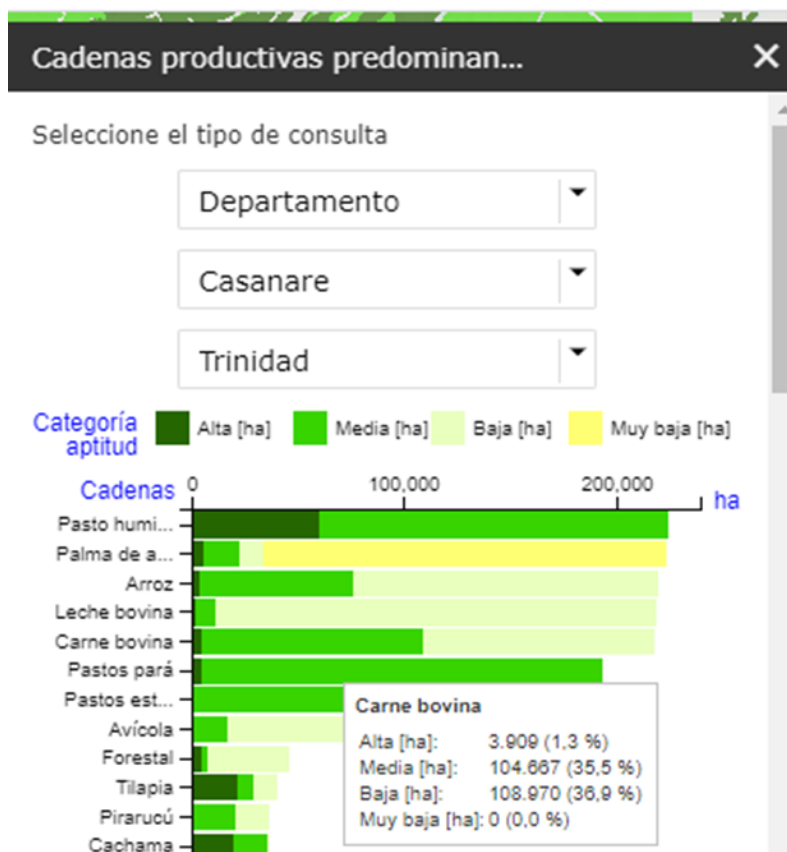 Cadenas productivas predominan...
Seleccione el tipo de consulta
Departamento
Casanare
Trinidad
Categoría aptitud
Alta [ha] Media [ha] Baja [ha] Muy baja [ha]
Cadenas 0 100,000 200,000 ha
Pasto humi...
Palma de a...
Arroz
Leche bovina
Carne bovina
Pastos pará
Pastos est...
Avícola
Forestal
Tilapia
Pirarucú
Cachama
Carne bovina
Alta [ha]: 3.909 (1,3 %)
Media [ha]: 104.667 (35,5 %)
Baja [ha]: 108.970 (36,9 %)
Muy baja [ha]: 0 (0,0 %)